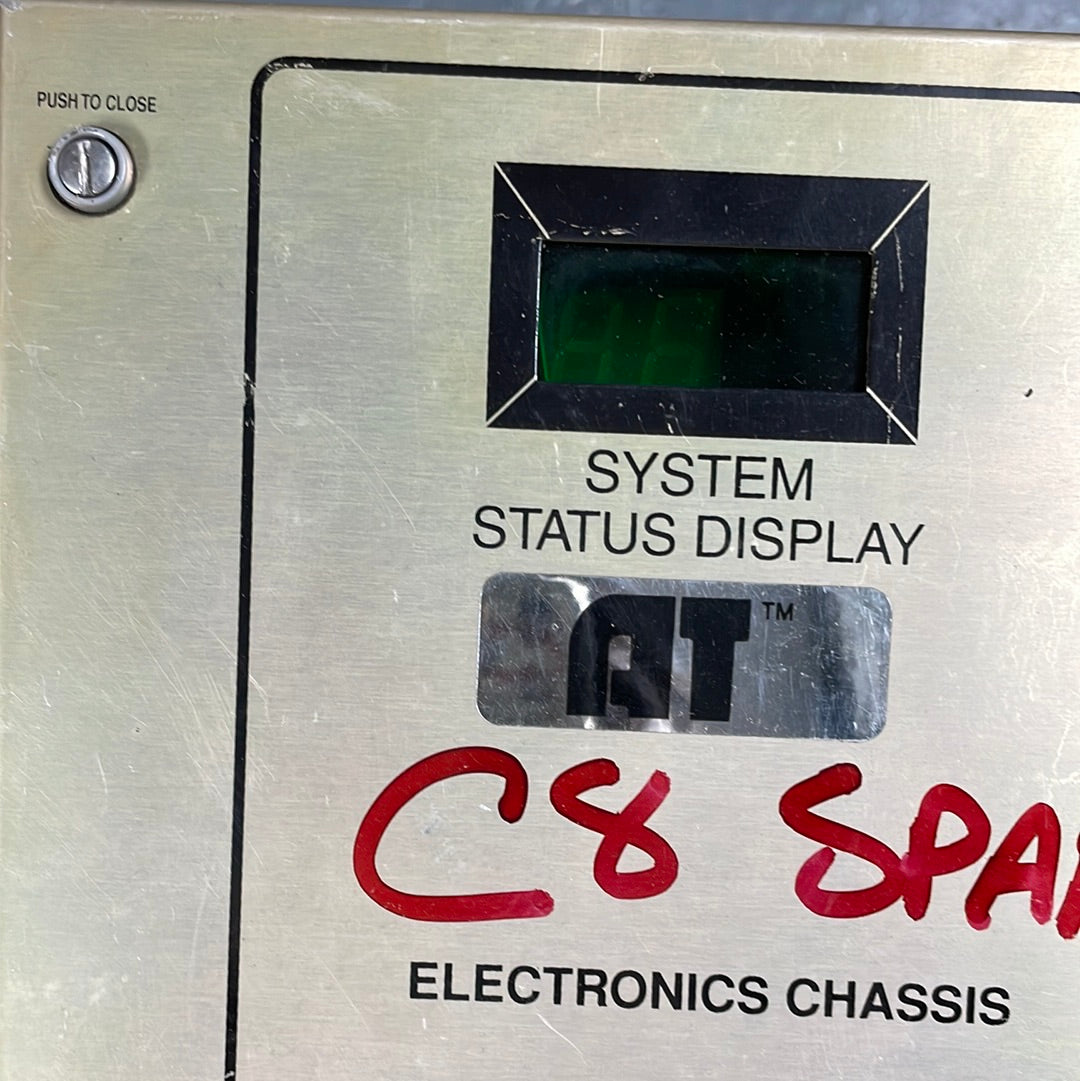 PUSH TO CLOSE
SYSTEM
STATUS DISPLAY
AT™
C8 SPA
ELECTRONICS CHASSIS